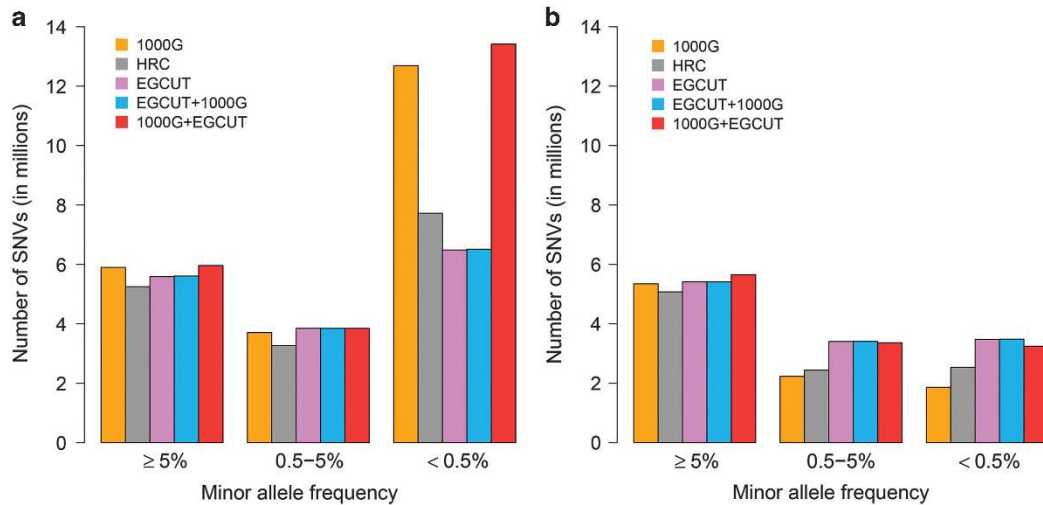 a
Number of SNVs (in millions)
14
12
10
8
6
4
2
0
1000G
HRC
EGCUT
EGCUT+1000G
1000G+EGCUT
≥ 5%
0.5–5%
< 0.5%
Minor allele frequency
b
Number of SNVs (in millions)
14
12
10
8
6
4
2
0
1000G
HRC
EGCUT
EGCUT+1000G
1000G+EGCUT
≥ 5%
0.5–5%
< 0.5%
Minor allele frequency